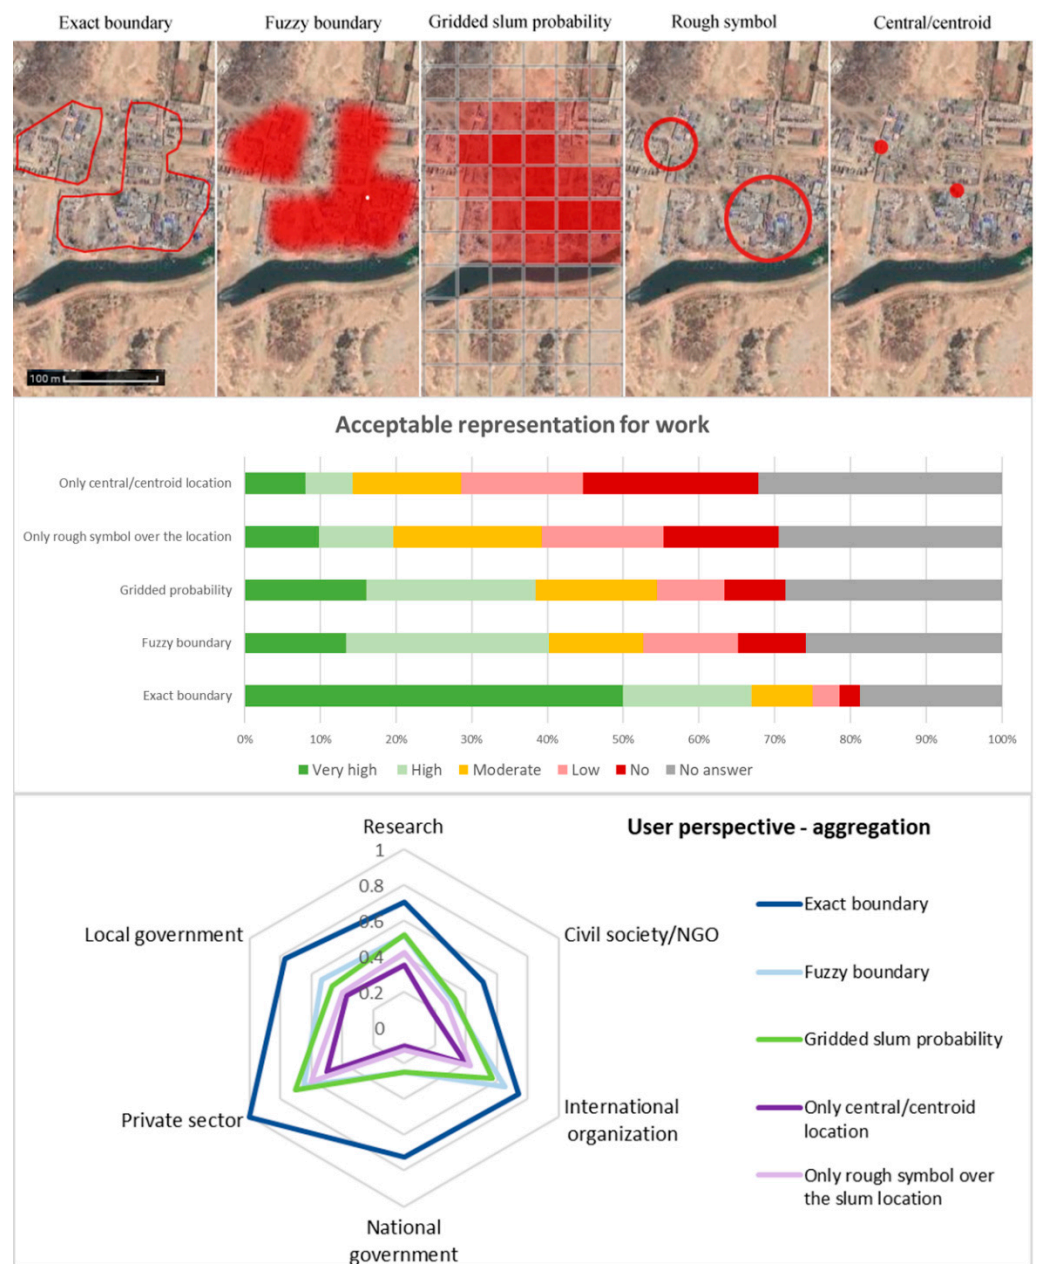 Exact boundary
Fuzzy boundary
Gridded slum probability
Rough symbol
Central/centroid
100 m
Acceptable representation for work
Only central/centroid location
Only rough symbol over the location
Gridded probability
Fuzzy boundary
Exact boundary
0% 10% 20% 30% 40% 50% 60% 70% 80% 90% 100%
Very high High Moderate Low No No answer
User perspective - aggregation
Research
1
0.8
0.6
0.4
0.2
0
Local government
Civil society/NGO
Private sector
International
organization
National
government
Exact boundary
Fuzzy boundary
Gridded slum probability
Only central/centroid
location
Only rough symbol over
the slum location